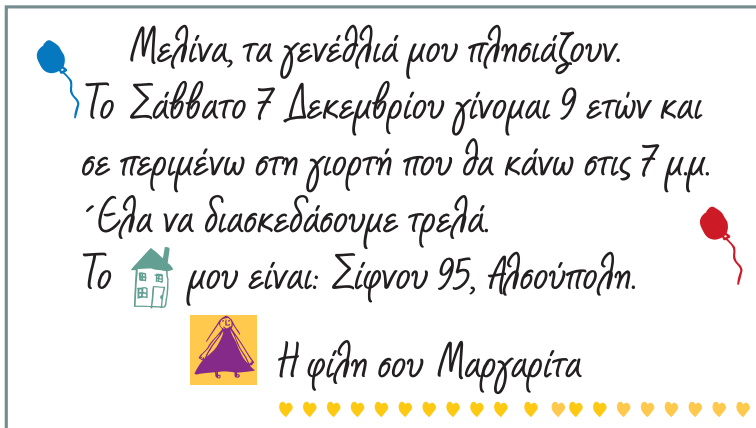 Μελίνα, τα γενέθλιά μου πλησιάζουν.
Το Σάββατο 7 Δεκεμβρίου γίνομαι 9 ετών και
σε περιμένω στη γιορτή που θα κάνω στις 7 μ.μ.
Έλα να διασκεδάσουμε τρελά.
Το μου είναι: Σίφνου 95, Αλσούπολη.
Η φίλη σου Μαργαρίτα